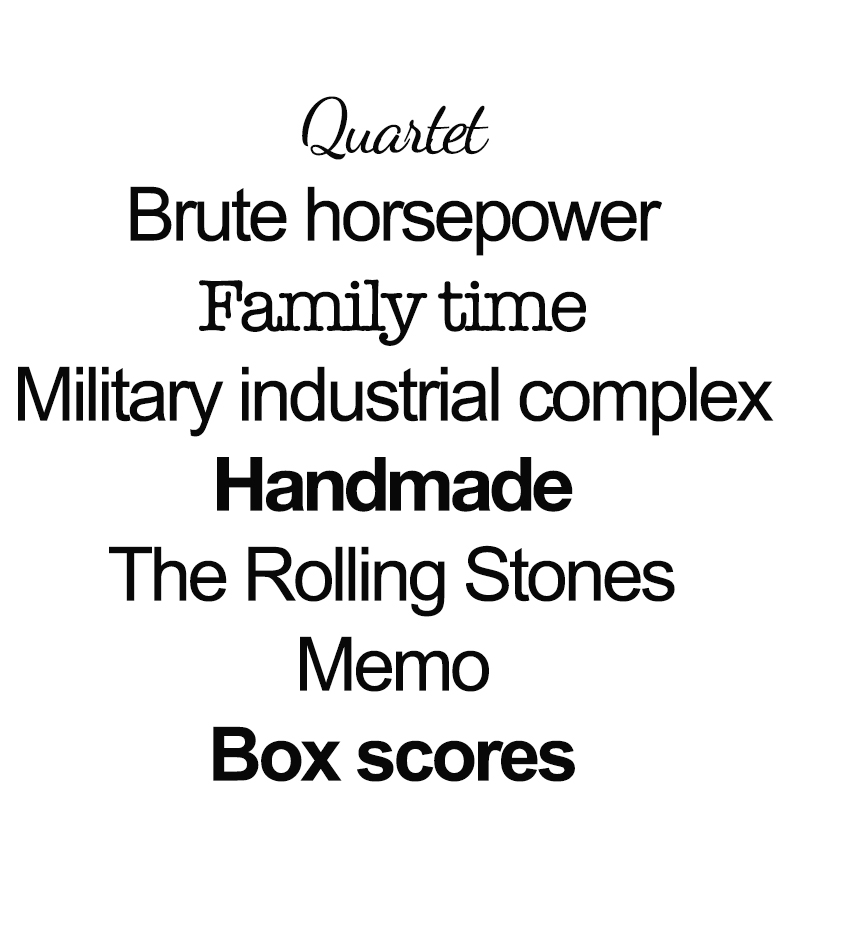 Quartet
Brute horsepower
Family time
Military industrial complex
Handmade
The Rolling Stones
Memo
Box scores